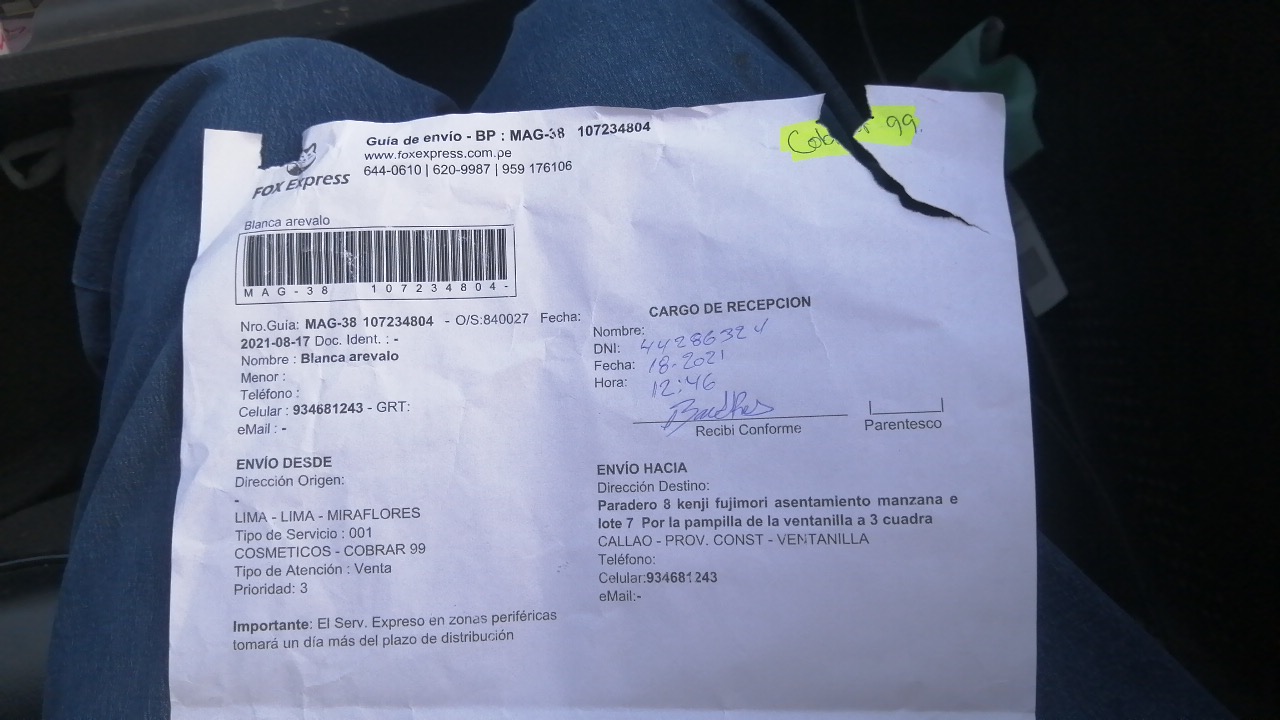 Guía de envío - BP : MAG-38 107234804
www.foxexpress.com.pe
644-0610 | 620-9987 | 959 176106
FOX Express
Cobrar 99.
Blanca arevalo
MAG-38 107234804-
Nro.Guía: MAG-38 107234804 - O/S:840027 Fecha:
2021-08-17 Doc. Ident. : -
Nombre : Blanca arevalo
Menor :
Teléfono :
Celular : 934681243 - GRT:
eMail : -
CARGO DE RECEPCION
Nombre:
DNI: 44286324
Fecha: 18-2021
Hora: 12:46
Recibi Conforme
Parentesco
ENVÍO DESDE
Dirección Origen:
-
LIMA - LIMA - MIRAFLORES
Tipo de Servicio : 001
COSMETICOS - COBRAR 99
Tipo de Atención : Venta
Prioridad: 3
ENVÍO HACIA
Dirección Destino:
Paradero 8 kenji fujimori asentamiento manzana e
lote 7 Por la pampilla de la ventanilla a 3 cuadra
CALLAO - PROV. CONST - VENTANILLA
Teléfono:
Celular:934681243
eMail:-
Importante: El Serv. Expreso en zonas periféricas
tomará un día más del plazo de distribución